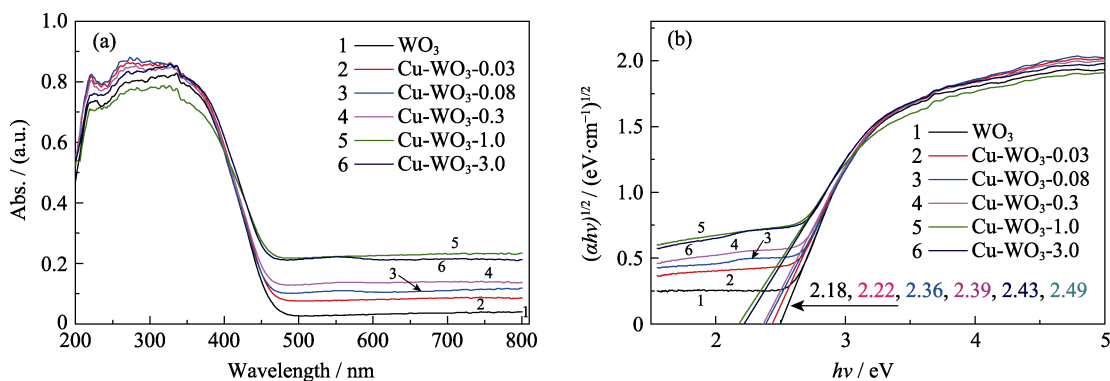 (a)
1 WO₃
2 Cu-WO₃-0.03
3 Cu-WO₃-0.08
4 Cu-WO₃-0.3
5 Cu-WO₃-1.0
6 Cu-WO₃-3.0
Abs. / (a.u.)
1.0
0.8
0.6
0.4
0.2
0
5
6
4
3
2
1
200 300 400 500 600 700 800
Wavelength / nm
(b)
1 WO₃
2 Cu-WO₃-0.03
3 Cu-WO₃-0.08
4 Cu-WO₃-0.3
5 Cu-WO₃-1.0
6 Cu-WO₃-3.0
(αhν)^1/2 / (eV·cm⁻¹)^1/2
2.0
1.5
1.0
0.5
0
5
6
4
3
2
1
2.18, 2.22, 2.36, 2.39, 2.43, 2.49
2 3 4 5
hν / eV